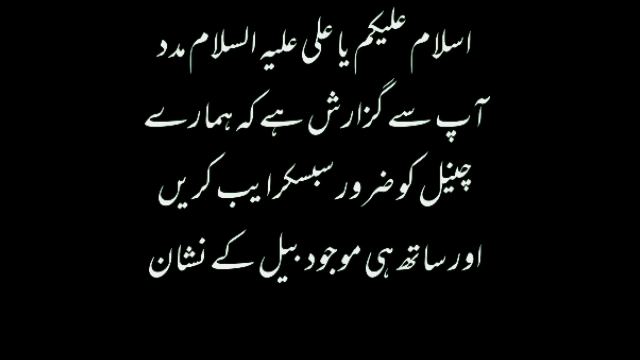 اسلام علیکم یا علی علیہ السلام مدد
آپ سے گزارش ہے کہ ہمارے
چینل کو ضرور سبسکرایب کریں
اور ساتھ ہی موجود بیل کے نشان